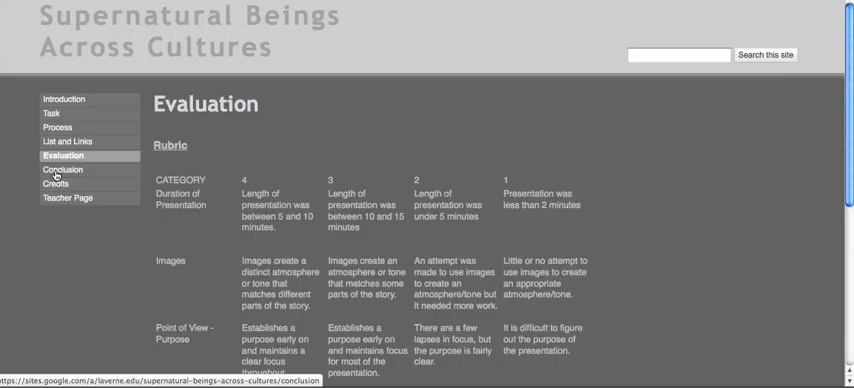 Supernatural Beings
Across Cultures
Search this site
Introduction
Task
Process
List and Links
Evaluation
Conclusion
Credits
Teacher Page
Evaluation
Rubric
CATEGORY 4 3 2 1
Duration of
Presentation
Length of
presentation was
between 5 and 10
minutes.
Length of
presentation was
between 10 and 15
minutes
Length of
presentation was
under 5 minutes
Presentation was
less than 2 minutes
Images
Images create a
distinct atmosphere
or tone that
matches different
parts of the story.
Images create an
atmosphere or tone
that matches some
parts of the story.
An attempt was
made to use images
to create an
atmosphere/tone but
it needed more work.
Little or no attempt to
use images to create
an appropriate
atmosphere/tone.
Point of View -
Purpose
Establishes a
purpose early on
and maintains a
clear focus
throughout
Establishes a
purpose early on
and maintains focus
for most of the
presentation.
There are a few
lapses in focus, but
the purpose is fairly
clear.
It is difficult to figure
out the purpose of
the presentation.
ttps://sites.google.com/a/laverne.edu/supernatural-beings-across-cultures/conclusion